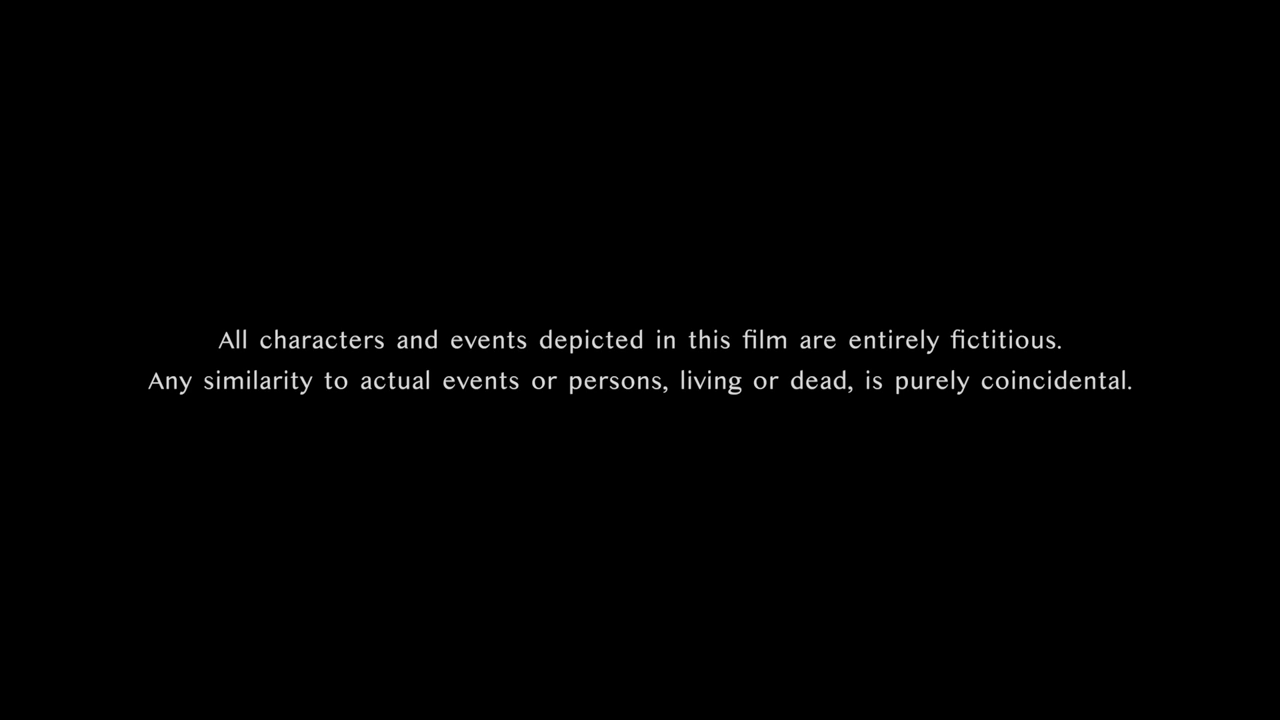 All characters and events depicted in this film are entirely fictitious.
Any similarity to actual events or persons, living or dead, is purely coincidental.